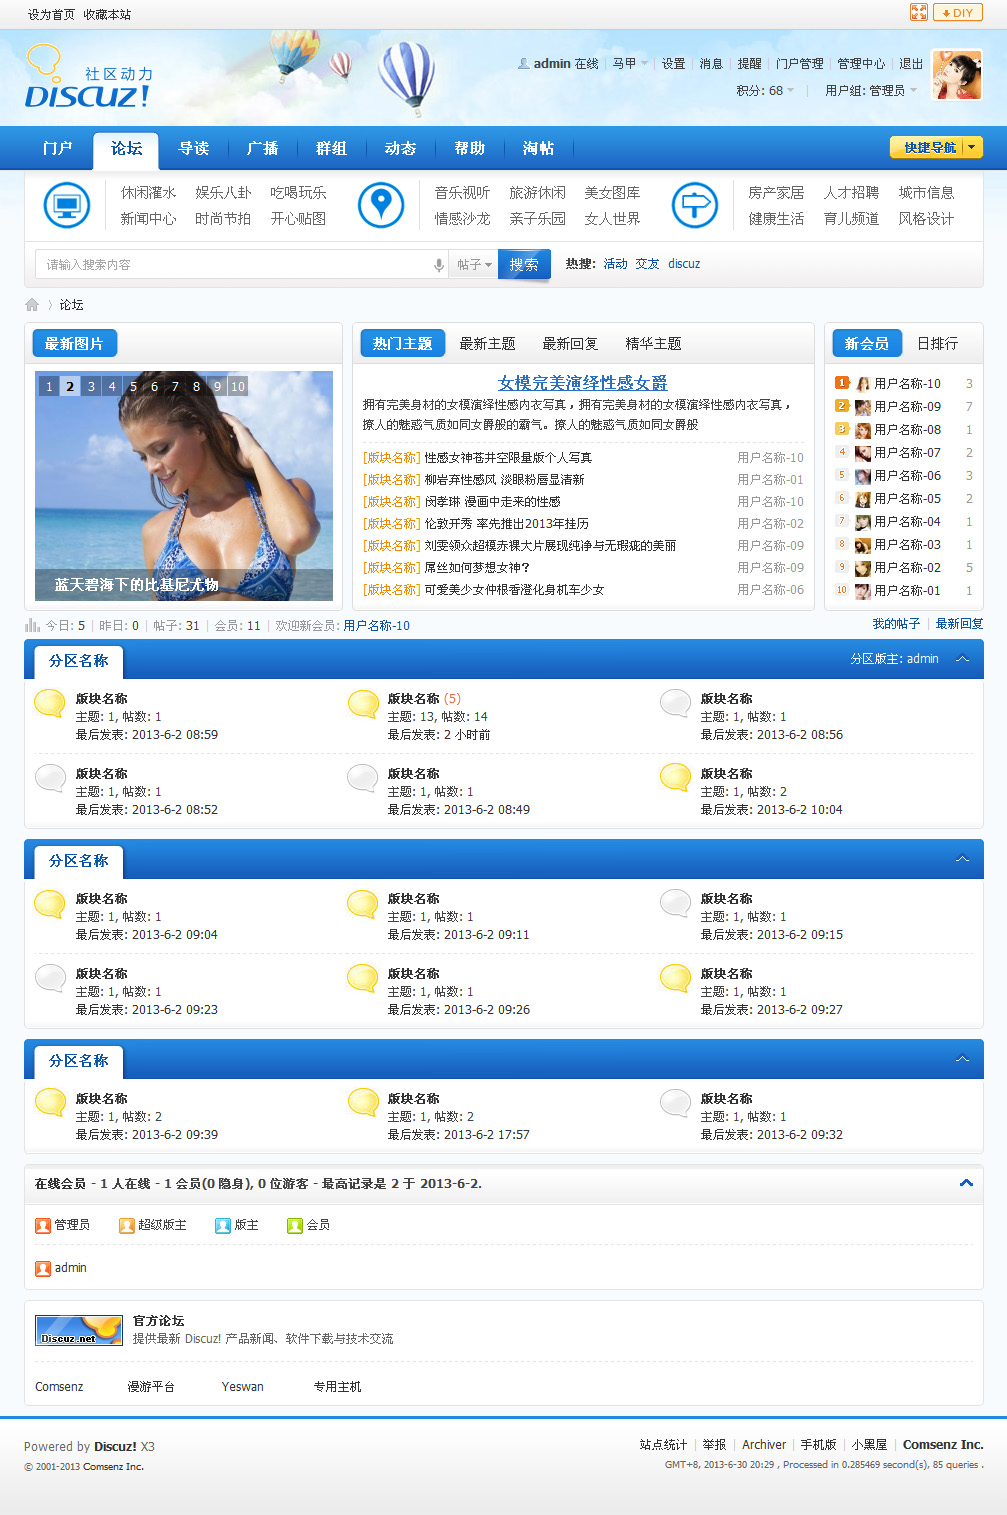 设为首页 收藏本站
DIY
社区动力
DISCUZ!
admin 在线 马甲 设置 消息 提醒 门户管理 管理中心 退出
积分: 68 用户组: 管理员
门户 论坛 导读 广播 群组 动态 帮助 淘帖 快捷导航
休闲灌水 娱乐八卦 吃喝玩乐 音乐视听 旅游休闲 美女图库 房产家居 人才招聘 城市信息
新闻中心 时尚节拍 开心贴图 情感沙龙 亲子乐园 女人世界 健康生活 育儿频道 风格设计
请输入搜索内容 帖子 搜索 热搜: 活动 交友 discuz
论坛
最新图片
1 2 3 4 5 6 7 8 9 10
蓝天碧海下的比基尼尤物
热门主题 最新主题 最新回复 精华主题
女模完美演绎性感女爵
拥有完美身材的女模演绎性感内衣写真，拥有完美身材的女模演绎性感内衣写真，
撩人的魅惑气质如同女爵般的霸气。撩人的魅惑气质如同女爵般
[版块名称] 性感女神苍井空限量版个人写真 用户名称-10
[版块名称] 柳岩弃性感风 淡眼粉唇显清新 用户名称-01
[版块名称] 闵孝琳 漫画中走来的性感 用户名称-10
[版块名称] 伦敦开秀 率先推出2013年挂历 用户名称-02
[版块名称] 刘雯领众超模赤裸大片展现纯净与无瑕疵的美丽 用户名称-09
[版块名称] 屌丝如何梦想女神? 用户名称-09
[版块名称] 可爱美少女仲根香澄化身机车少女 用户名称-06
新会员 日排行
1 用户名称-10 3
2 用户名称-09 7
3 用户名称-08 1
4 用户名称-07 2
5 用户名称-06 3
6 用户名称-05 2
7 用户名称-04 1
8 用户名称-03 1
9 用户名称-02 5
10 用户名称-01 1
今日: 5 | 昨日: 0 | 帖子: 31 | 会员: 11 | 欢迎新会员: 用户名称-10 我的帖子 | 最新回复
分区名称 分区版主: admin
版块名称 版块名称 (5) 版块名称
主题: 1, 帖数: 1 主题: 13, 帖数: 14 主题: 1, 帖数: 1
最后发表: 2013-6-2 08:59 最后发表: 2 小时前 最后发表: 2013-6-2 08:56
版块名称 版块名称 版块名称
主题: 1, 帖数: 1 主题: 1, 帖数: 1 主题: 1, 帖数: 2
最后发表: 2013-6-2 08:52 最后发表: 2013-6-2 08:49 最后发表: 2013-6-2 10:04
分区名称
版块名称 版块名称 版块名称
主题: 1, 帖数: 1 主题: 1, 帖数: 1 主题: 1, 帖数: 1
最后发表: 2013-6-2 09:04 最后发表: 2013-6-2 09:11 最后发表: 2013-6-2 09:15
版块名称 版块名称 版块名称
主题: 1, 帖数: 1 主题: 1, 帖数: 1 主题: 1, 帖数: 1
最后发表: 2013-6-2 09:23 最后发表: 2013-6-2 09:26 最后发表: 2013-6-2 09:27
分区名称
版块名称 版块名称 版块名称
主题: 1, 帖数: 2 主题: 1, 帖数: 2 主题: 1, 帖数: 1
最后发表: 2013-6-2 09:39 最后发表: 2013-6-2 17:57 最后发表: 2013-6-2 09:32
在线会员 - 1 人在线 - 1 会员(0 隐身), 0 位游客 - 最高记录是 2 于 2013-6-2.
管理员 超级版主 版主 会员
admin
Discuz.net
官方论坛
提供最新 Discuz! 产品新闻、软件下载与技术交流
Comsenz 漫游平台 Yeswan 专用主机
Powered by Discuz! X3
© 2001-2013 Comsenz Inc.
站点统计 | 举报 | Archiver | 手机版 | 小黑屋 | Comsenz Inc.
GMT+8, 2013-6-30 20:29 , Processed in 0.285469 second(s), 85 queries .